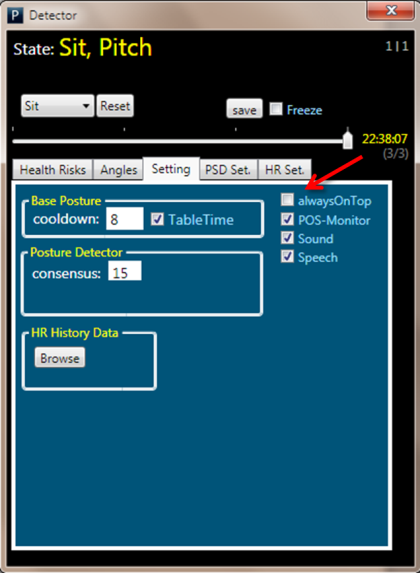 P Detector
State: Sit, Pitch 1|1
Sit Reset save Freeze
22:38:07
(3/3)
Health Risks Angles Setting PSD Set. HR Set.
Base Posture alwaysOnTop
cooldown: 8 TableTime POS-Monitor
Sound
Posture Detector Speech
consensus: 15
HR History Data
Browse